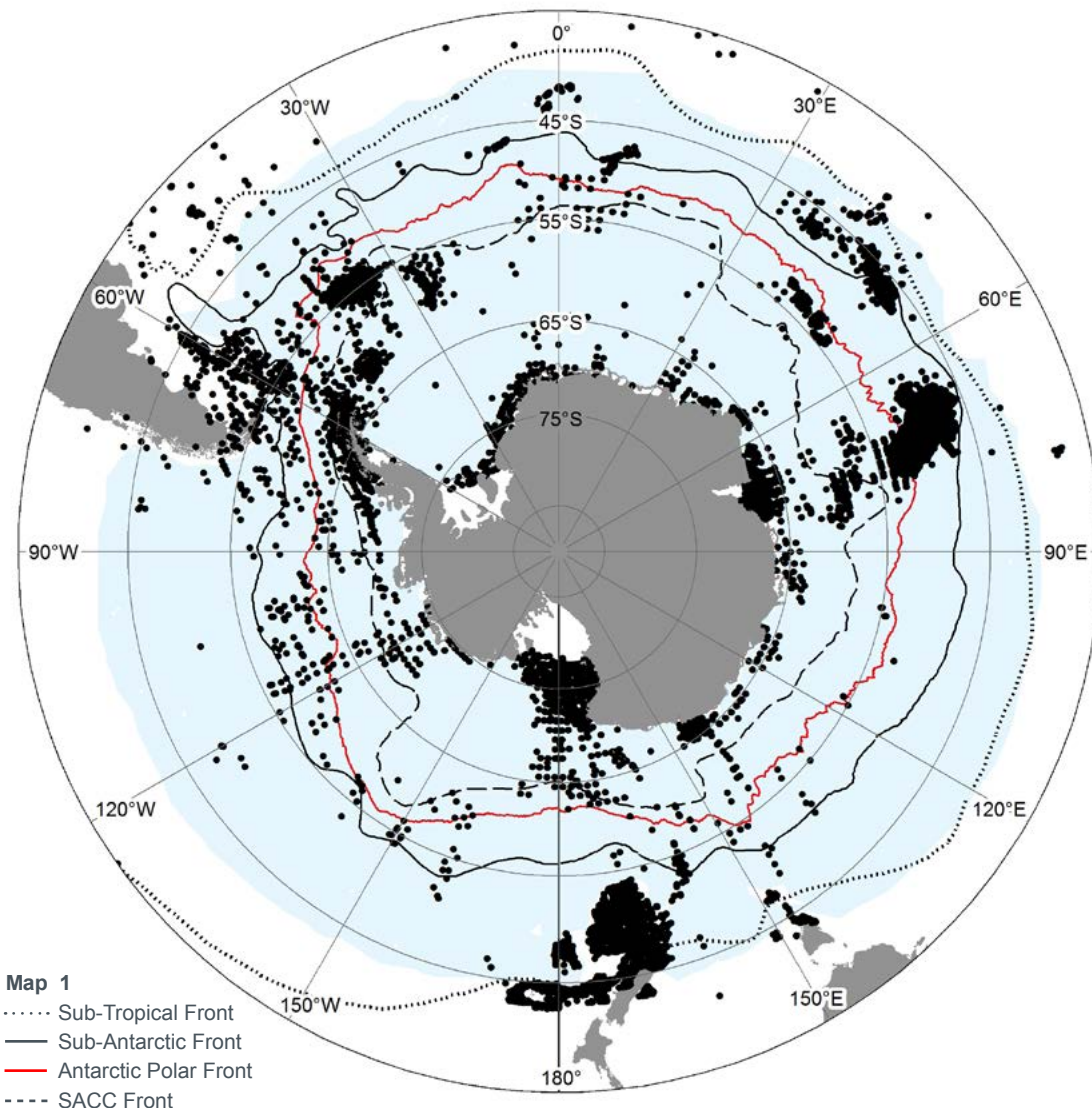 0°
30°W
30°E
45°S
55°S
60°W
60°E
65°S
75°S
90°W
90°E
120°W
120°E
150°W
150°E
180°
Map 1
Sub-Tropical Front
Sub-Antarctic Front
Antarctic Polar Front
SACC Front